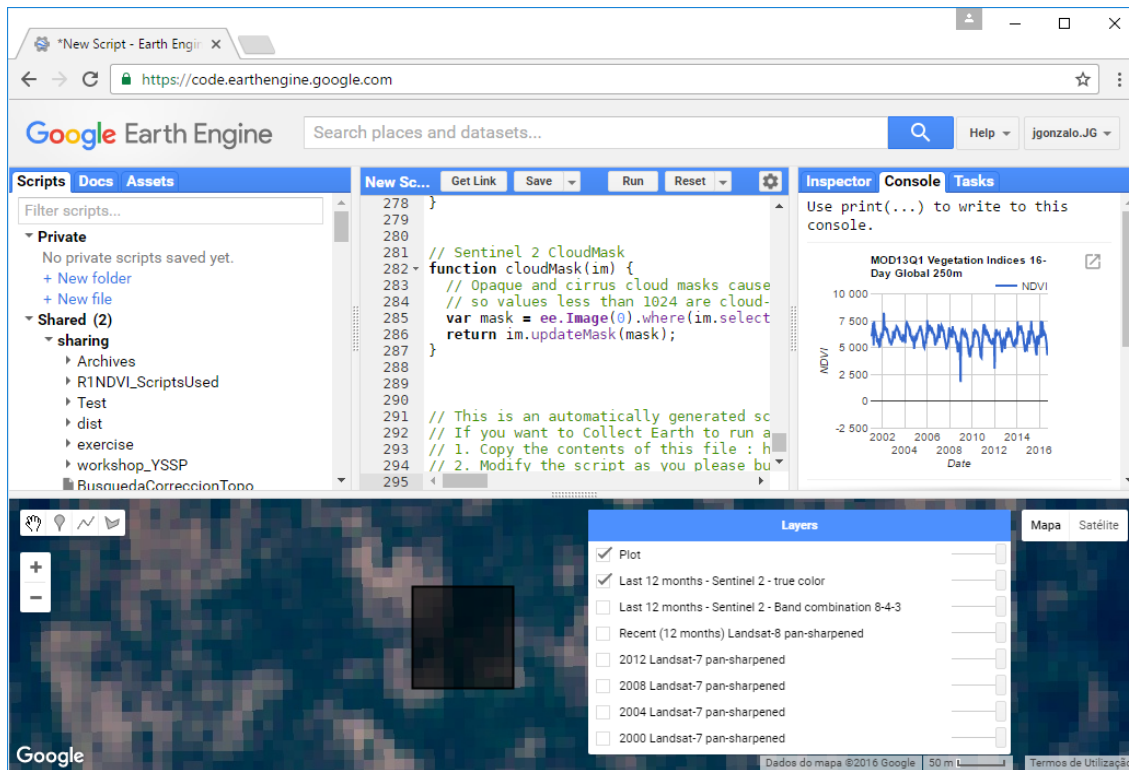 *New Script - Earth Engin
https://code.earthengine.google.com
Google Earth Engine
Search places and datasets...
Help
jgonzalo.JG
Scripts Docs Assets
Filter scripts...
Private
No private scripts saved yet.
+ New folder
+ New file
Shared (2)
sharing
Archives
R1NDVI_ScriptsUsed
Test
dist
exercise
workshop_YSSP
BusquedaCorreccionTopo
New Sc... Get Link Save Run Reset
278 }
279
280
281 // Sentinel 2 CloudMask
282 function cloudMask(im) {
283 // Opaque and cirrus cloud masks cause
284 // so values less than 1024 are cloud-
285 var mask = ee.Image(0).where(im.select
286 return im.updateMask(mask);
287 }
288
289
290
291 // This is an automatically generated sc
292 // If you want to Collect Earth to run a
293 // 1. Copy the contents of this file : h
294 // 2. Modify the script as you please bu
295
Inspector Console Tasks
Use print(...) to write to this
console.
MOD13Q1 Vegetation Indices 16-
Day Global 250m
NDVI
10 000
7 500
5 000
2 500
0
-2 500
NDVI
2002 2006 2010 2014
2004 2008 2012 2016
Date
Layers
Plot
Last 12 months - Sentinel 2 - true color
Last 12 months - Sentinel 2 - Band combination 8-4-3
Recent (12 months) Landsat-8 pan-sharpened
2012 Landsat-7 pan-sharpened
2008 Landsat-7 pan-sharpened
2004 Landsat-7 pan-sharpened
2000 Landsat-7 pan-sharpened
Mapa Satélite
+
−
Google
Dados do mapa ©2016 Google 50 m Termos de Utilização